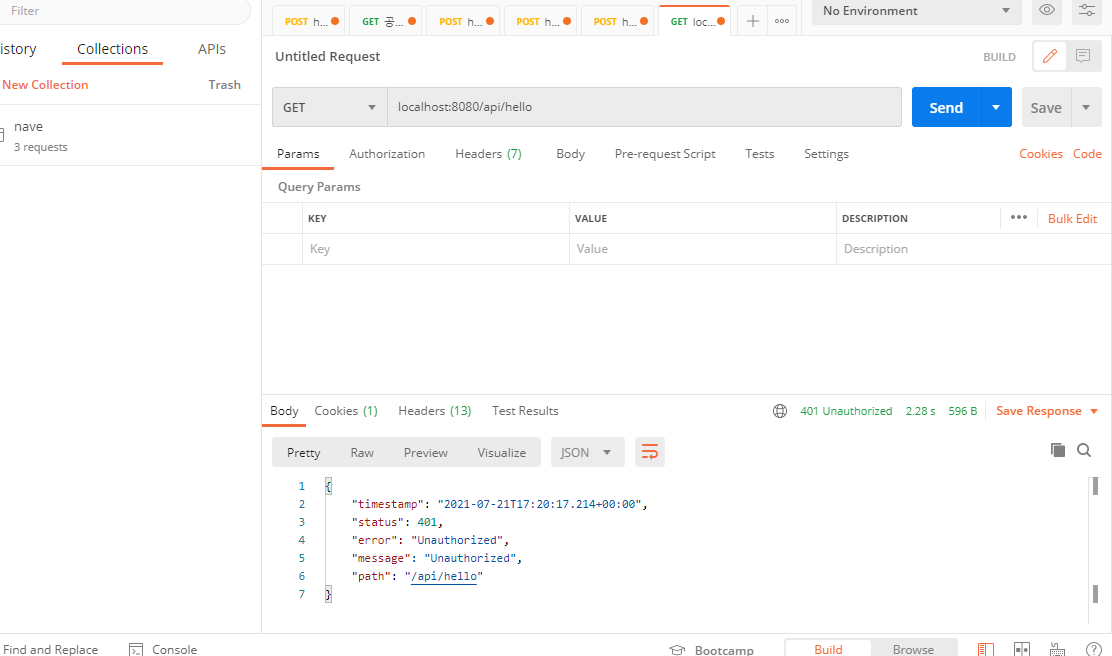 Filter
POST h...
GET 공...
POST h...
POST h...
POST h...
GET loc...
No Environment
istory
Collections
APIs
New Collection
Trash
nave
3 requests
Untitled Request
BUILD
GET
localhost:8080/api/hello
Send
Save
Params
Authorization
Headers (7)
Body
Pre-request Script
Tests
Settings
Cookies
Code
Query Params
KEY
VALUE
DESCRIPTION
Bulk Edit
Key
Value
Description
Body
Cookies (1)
Headers (13)
Test Results
401 Unauthorized
2.28 s
596 B
Save Response
Pretty
Raw
Preview
Visualize
JSON
1 {
2 "timestamp": "2021-07-21T17:20:17.214+00:00",
3 "status": 401,
4 "error": "Unauthorized",
5 "message": "Unauthorized",
6 "path": "/api/hello"
7 }
Find and Replace
Console
Bootcamp
Build
Browse